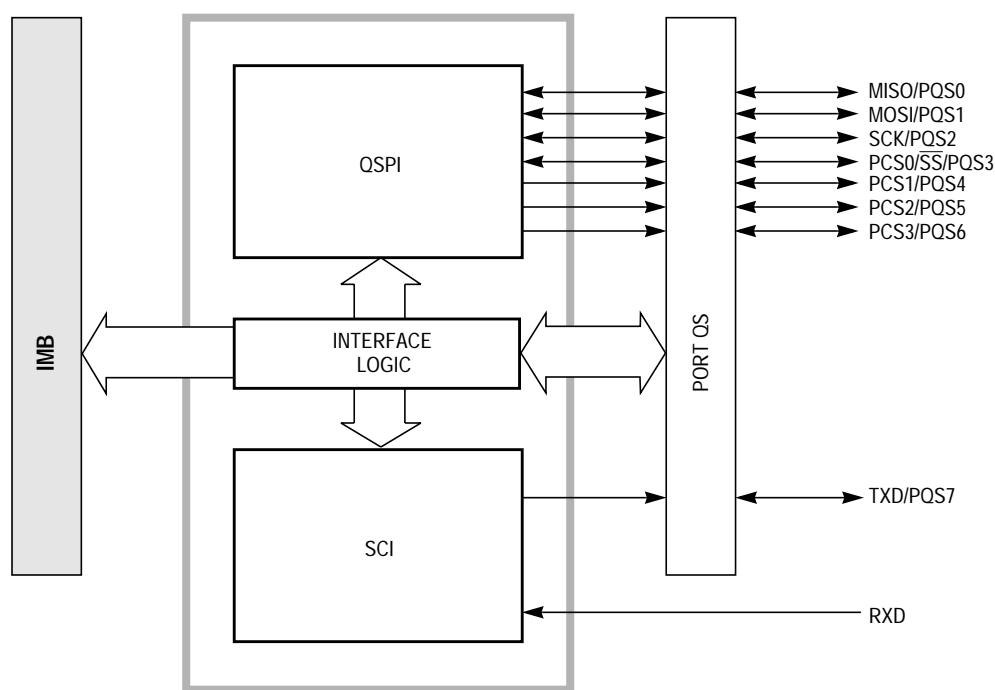 QSPI
MISO/PQS0
MOSI/PQS1
SCK/PQS2
PCS0/S̅S̅/PQS3
PCS1/PQS4
PCS2/PQS5
PCS3/PQS6
IMB
INTERFACE
LOGIC
PORT QS
SCI
TXD/PQS7
RXD